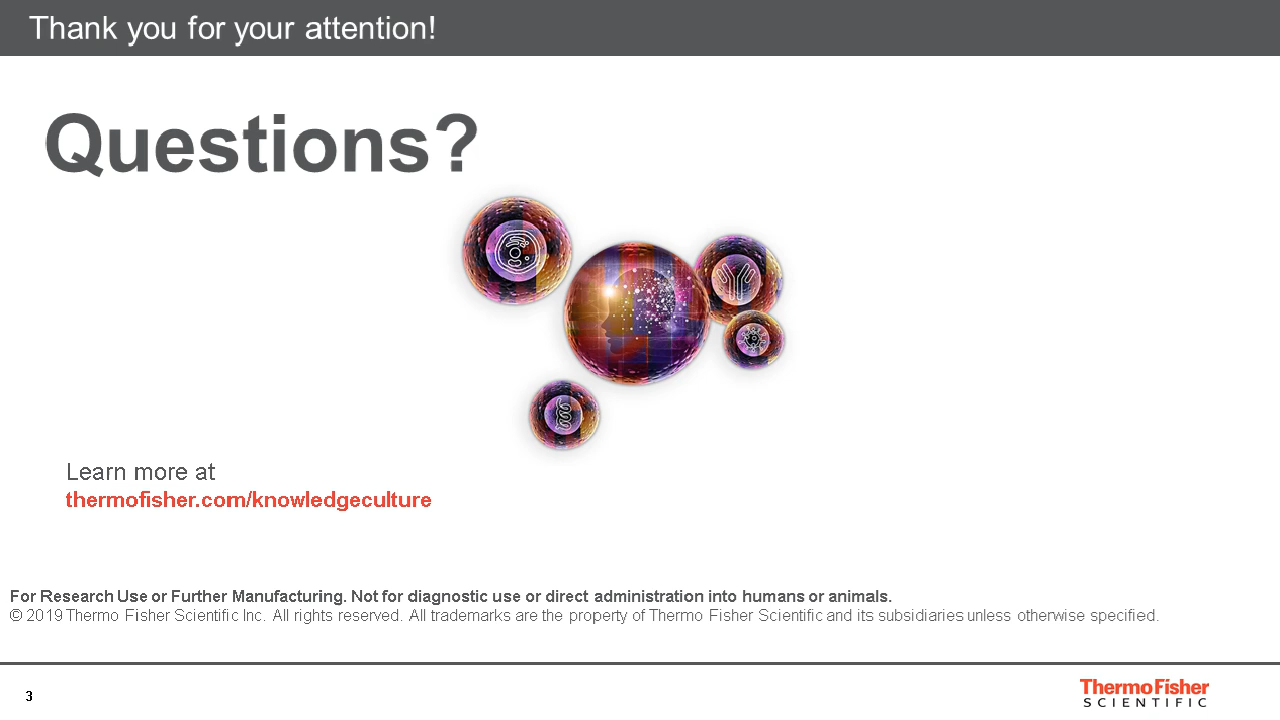 Thank you for your attention!
Questions?
Learn more at
thermofisher.com/knowledgeculture
For Research Use or Further Manufacturing. Not for diagnostic use or direct administration into humans or animals.
© 2019 Thermo Fisher Scientific Inc. All rights reserved. All trademarks are the property of Thermo Fisher Scientific and its subsidiaries unless otherwise specified.
3
ThermoFisher
SCIENTIFIC